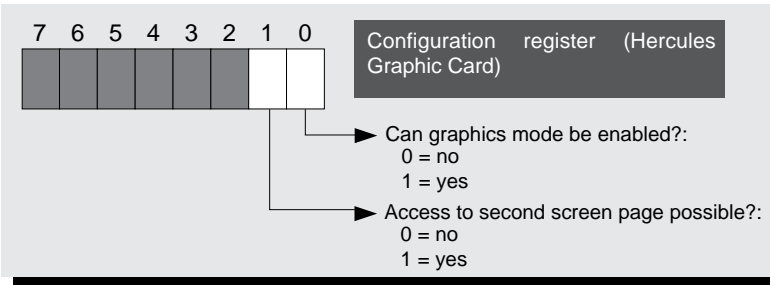 7 6 5 4 3 2 1 0
Configuration register (Hercules
Graphic Card)
Can graphics mode be enabled?:
0 = no
1 = yes
Access to second screen page possible?:
0 = no
1 = yes